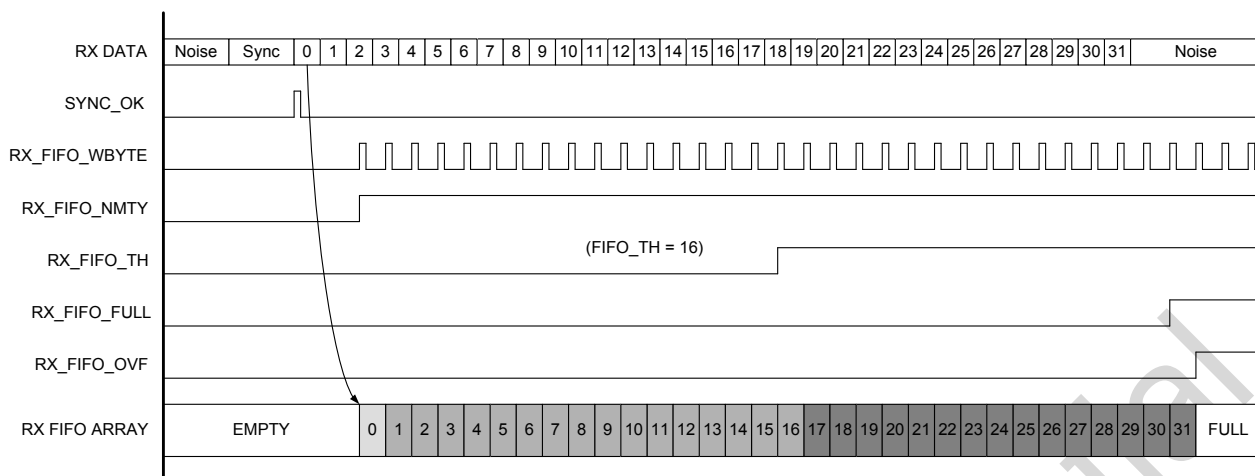 RX DATA Noise Sync 0 1 2 3 4 5 6 7 8 9 10 11 12 13 14 15 16 17 18 19 20 21 22 23 24 25 26 27 28 29 30 31 Noise
SYNC_OK
RX_FIFO_WBYTE
RX_FIFO_NMTY
(FIFO_TH = 16)
RX_FIFO_TH
RX_FIFO_FULL
RX_FIFO_OVF
RX FIFO ARRAY EMPTY 0 1 2 3 4 5 6 7 8 9 10 11 12 13 14 15 16 17 18 19 20 21 22 23 24 25 26 27 28 29 30 31 FULL